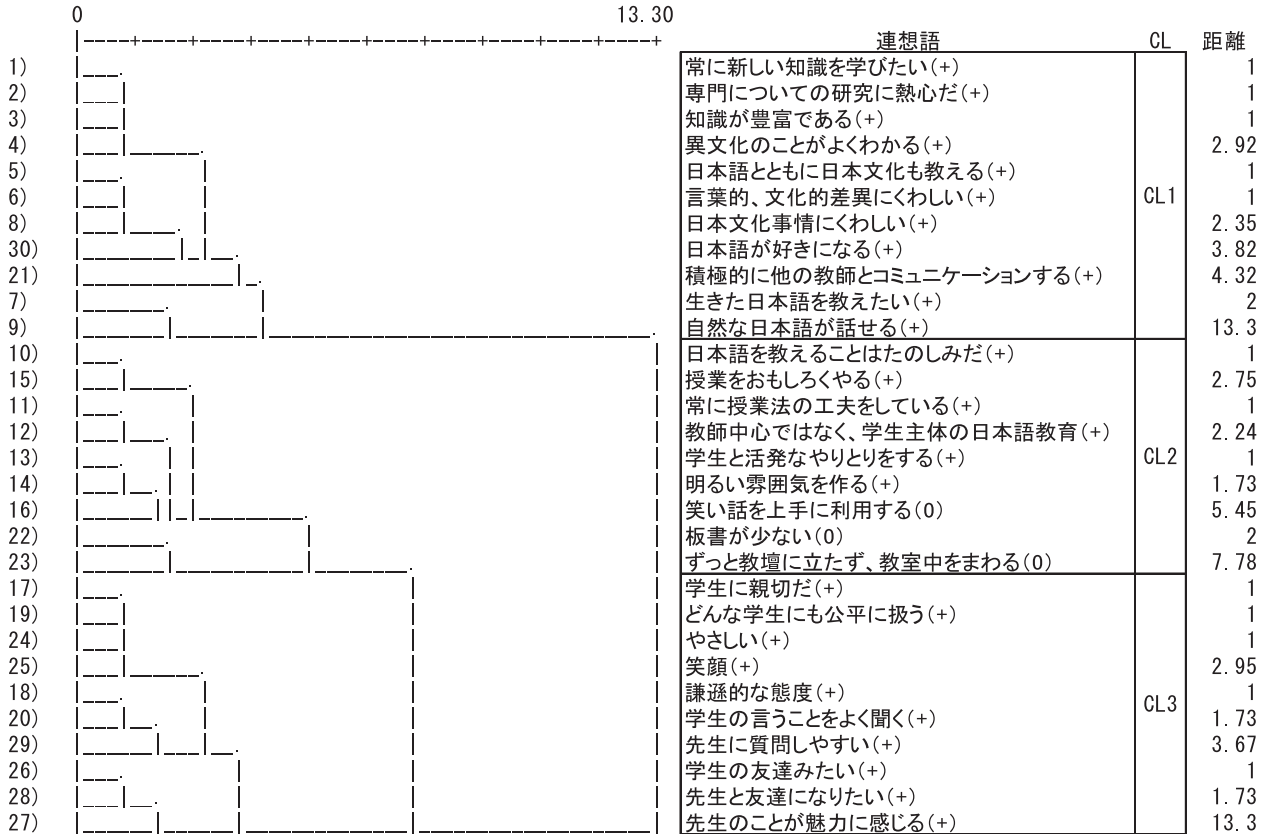 0 13.30
|----+----+----+----+----+----+----+----+----+----+ 連想語 CL 距離
1) 常に新しい知識を学びたい(+) 1
2) 専門についての研究に熱心だ(+) 1
3) 知識が豊富である(+) 1
4) 異文化のことがよくわかる(+) 2.92
5) 日本語とともに日本文化も教える(+) 1
6) 言葉的、文化的差異にくわしい(+) CL1 1
8) 日本文化事情にくわしい(+) 2.35
30) 日本語が好きになる(+) 3.82
21) 積極的に他の教師とコミュニケーションする(+) 4.32
7) 生きた日本語を教えたい(+) 2
9) 自然な日本語が話せる(+) 13.3
10) 日本語を教えることはたのしみだ(+) 1
15) 授業をおもしろくやる(+) 2.75
11) 常に授業法の工夫をしている(+) 1
12) 教師中心ではなく、学生主体の日本語教育(+) 2.24
13) 学生と活発なやりとりをする(+) CL2 1
14) 明るい雰囲気を作る(+) 1.73
16) 笑い話を上手に利用する(0) 5.45
22) 板書が少ない(0) 2
23) ずっと教壇に立たず、教室中をまわる(0) 7.78
17) 学生に親切だ(+) 1
19) どんな学生にも公平に扱う(+) 1
24) やさしい(+) 1
25) 笑顔(+) 2.95
18) 謙遜的な態度(+) CL3 1
20) 学生の言うことをよく聞く(+) 1.73
29) 先生に質問しやすい(+) 3.67
26) 学生の友達みたい(+) 1
28) 先生と友達になりたい(+) 1.73
27) 先生のことが魅力に感じる(+) 13.3